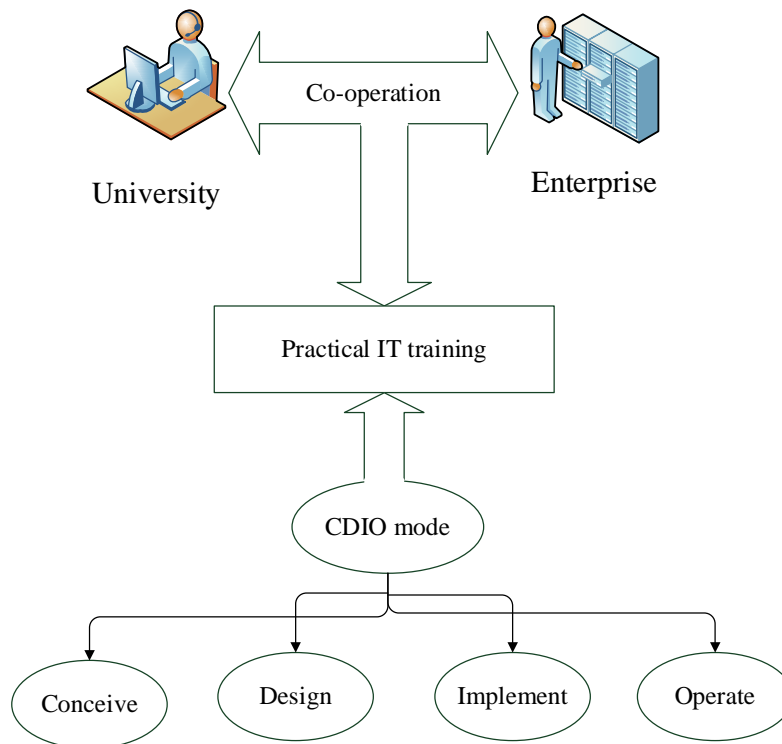 Co-operation
University
Enterprise
Practical IT training
CDIO mode
Conceive
Design
Implement
Operate